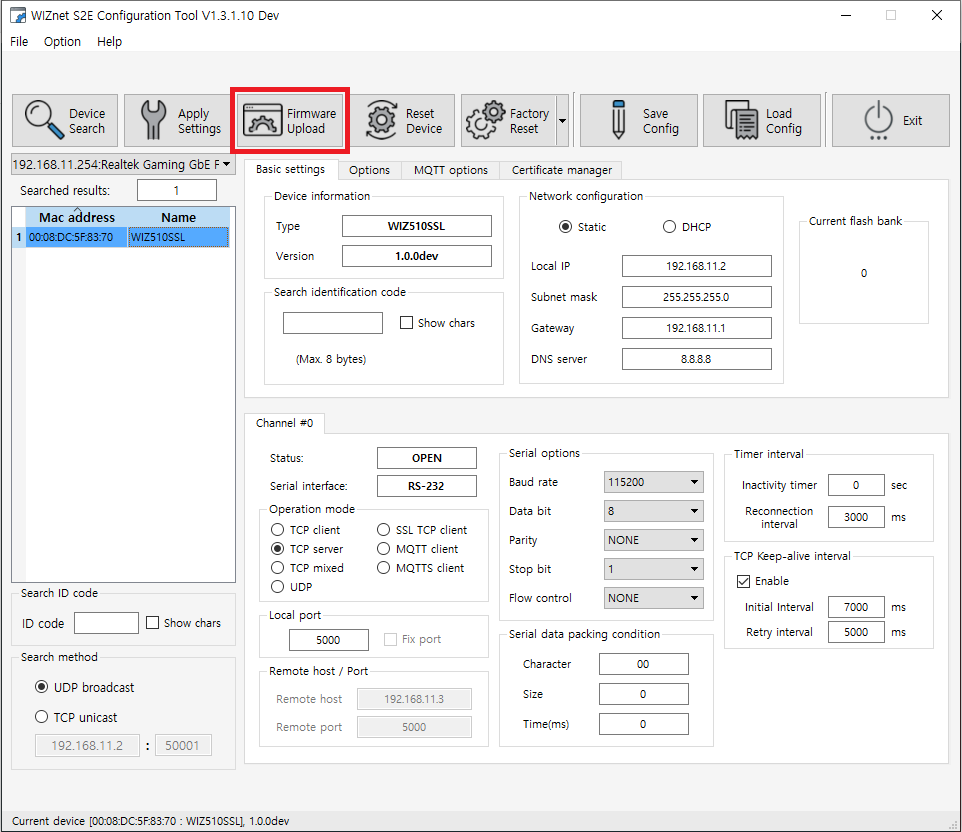 WIZnet S2E Configuration Tool V1.3.1.10 Dev
File Option Help
Device Search
Apply Settings
Firmware Upload
Reset Device
Factory Reset
Save Config
Load Config
Exit
192.168.11.254:Realtek Gaming GbE F
Searched results: 1
Mac address Name
1 00:08:DC:5F:83:70 WIZ510SSL
Search ID code
ID code Show chars
Search method
UDP broadcast
TCP unicast
192.168.11.2 : 50001
Basic settings Options MQTT options Certificate manager
Device information
Type WIZ510SSL
Version 1.0.0dev
Search identification code
Show chars
(Max. 8 bytes)
Network configuration
Static DHCP
Local IP 192.168.11.2
Subnet mask 255.255.255.0
Gateway 192.168.11.1
DNS server 8.8.8.8
Current flash bank
0
Channel #0
Status: OPEN
Serial interface: RS-232
Operation mode
TCP client SSL TCP client
TCP server MQTT client
TCP mixed MQTTS client
UDP
Local port
5000 Fix port
Remote host / Port
Remote host 192.168.11.3
Remote port 5000
Serial options
Baud rate 115200
Data bit 8
Parity NONE
Stop bit 1
Flow control NONE
Serial data packing condition
Character 00
Size 0
Time(ms) 0
Timer interval
Inactivity timer 0 sec
Reconnection interval 3000 ms
TCP Keep-alive interval
Enable
Initial Interval 7000 ms
Retry interval 5000 ms
Current device [00:08:DC:5F:83:70 : WIZ510SSL], 1.0.0dev